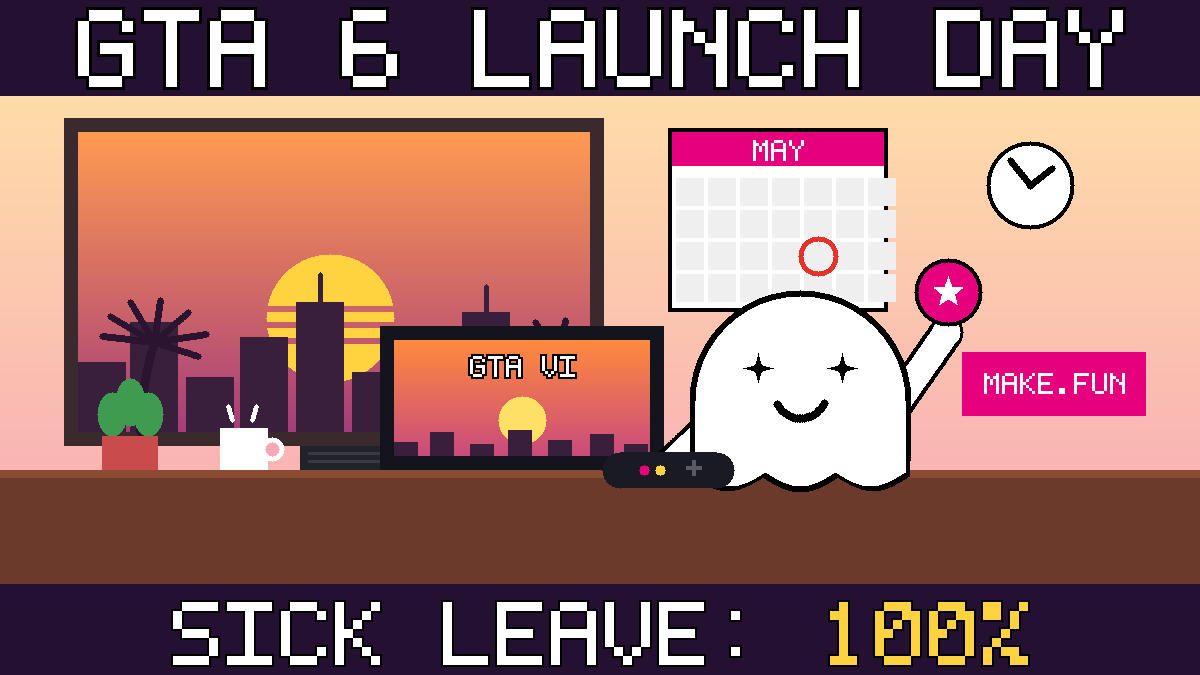 GTA 6 LAUNCH DAY
MAY
GTA VI
MAKE.FUN
SICK LEAVE: 100%